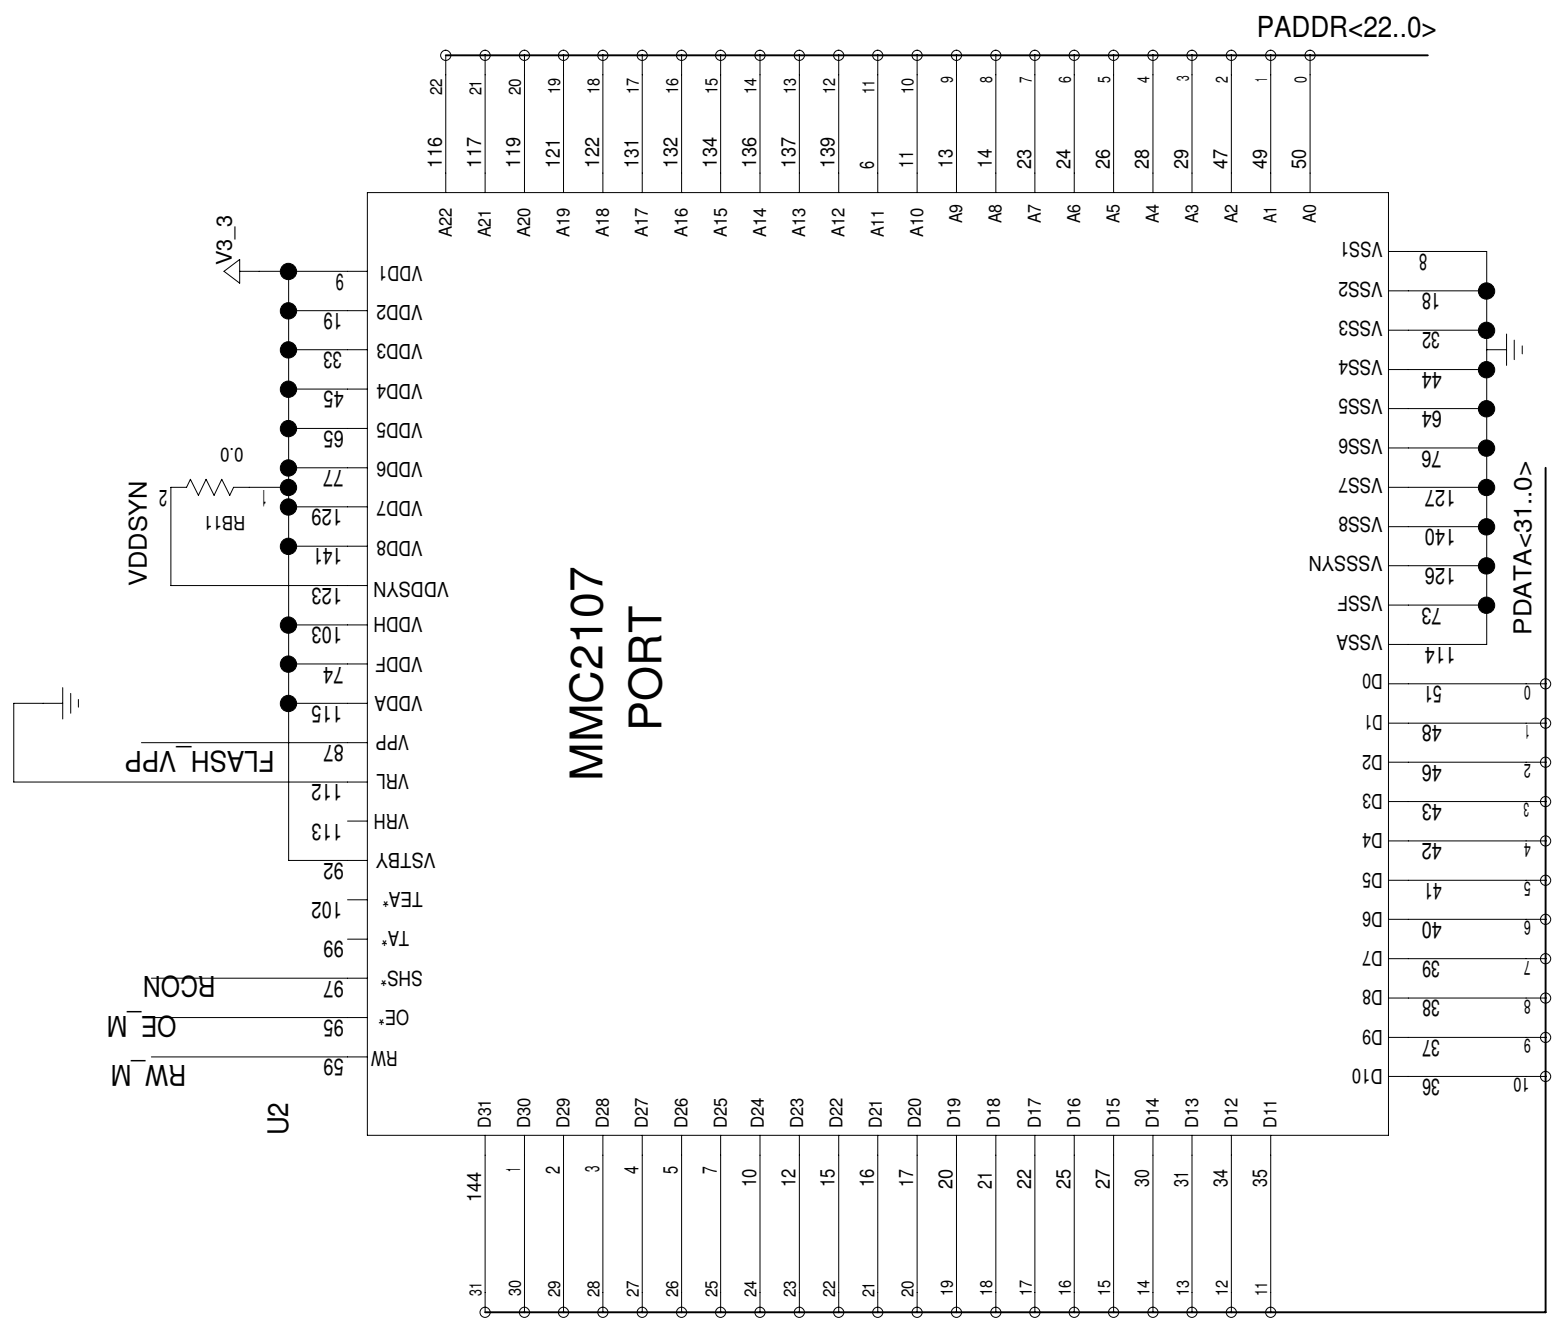 PADDR<22..0>
22 21 20 19 18 17 16 15 14 13 12 11 10 9 8 7 6 5 4 3 2 1 0
116 117 119 121 122 131 132 134 136 137 139 6 11 13 14 23 24 26 28 29 47 49 50
A22 A21 A20 A19 A18 A17 A16 A15 A14 A13 A12 A11 A10 A9 A8 A7 A6 A5 A4 A3 A2 A1 A0
V3_3
9 VDD1
19 VDD2
33 VDD3
45 VDD4
65 VDD5
77 VDD6
129 VDD7
141 VDD8
123 VDDSYN
103 VDDH
74 VDDF
115 VDDA
87 VPP
112 VRL
113 VRH
92 VSTBY
102 TEA*
99 TA*
97 SHS*
95 OE*
59 RW
VDDSYN
2
0.0
1
RB11
FLASH_VPP
RCON
OE_M
RW_M
U2
MMC2107
PORT
VSS1 8
VSS2 18
VSS3 32
VSS4 44
VSS5 64
VSS6 76
VSS7 127
VSS8 140
VSSSYN 126
VSSF 73
VSSA 114
PDATA<31..0>
D0 51 0
D1 48 1
D2 46 2
D3 43 3
D4 42 4
D5 41 5
D6 40 6
D7 39 7
D8 38 8
D9 37 9
D10 36 10
D31 D30 D29 D28 D27 D26 D25 D24 D23 D22 D21 D20 D19 D18 D17 D16 D15 D14 D13 D12 D11
144 1 2 3 4 5 7 10 12 15 16 17 20 21 22 25 27 30 31 34 35
31 30 29 28 27 26 25 24 23 22 21 20 19 18 17 16 15 14 13 12 11